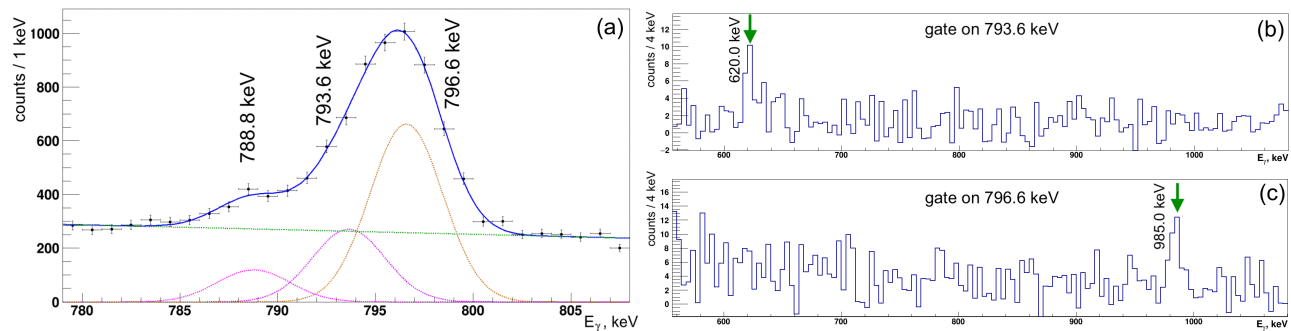 (a)
counts / 1 keV
1000
800
600
400
200
0
788.8 keV
793.6 keV
796.6 keV
780
785
790
795
800
805
Eγ, keV
(b)
gate on 793.6 keV
counts / 4 keV
12
10
8
6
4
2
0
−2
620.0 keV
600
700
800
900
1000
Eγ, keV
(c)
gate on 796.6 keV
counts / 4 keV
16
14
12
10
8
6
4
2
0
985.0 keV
600
700
800
900
1000
Eγ, keV